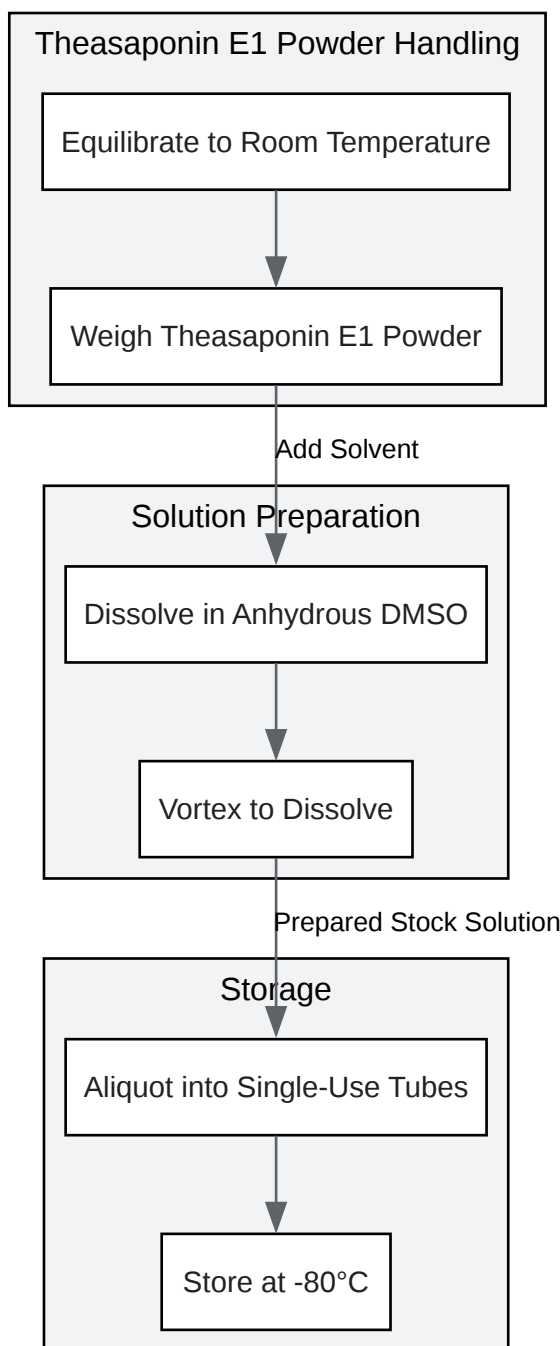 Theasaponin E1 Powder Handling
Equilibrate to Room Temperature
Weigh Theasaponin E1 Powder
Add Solvent
Solution Preparation
Dissolve in Anhydrous DMSO
Vortex to Dissolve
Prepared Stock Solution
Storage
Aliquot into Single-Use Tubes
Store at -80°C